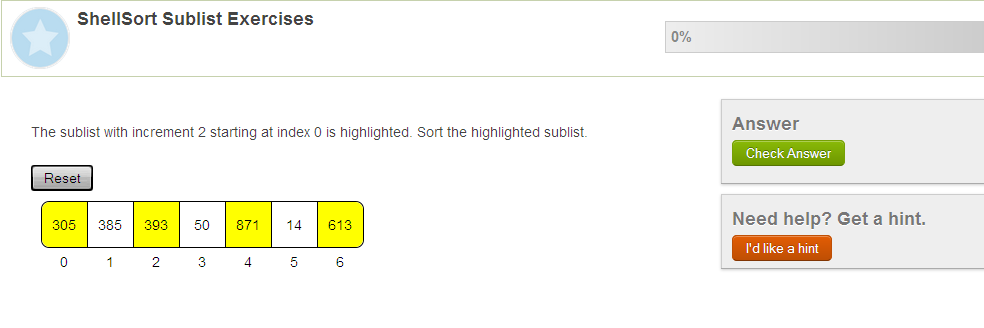 ShellSort Sublist Exercises
0%
The sublist with increment 2 starting at index 0 is highlighted. Sort the highlighted sublist.
Reset
305 385 393 50 871 14 613
0 1 2 3 4 5 6
Answer
Check Answer
Need help? Get a hint.
I'd like a hint